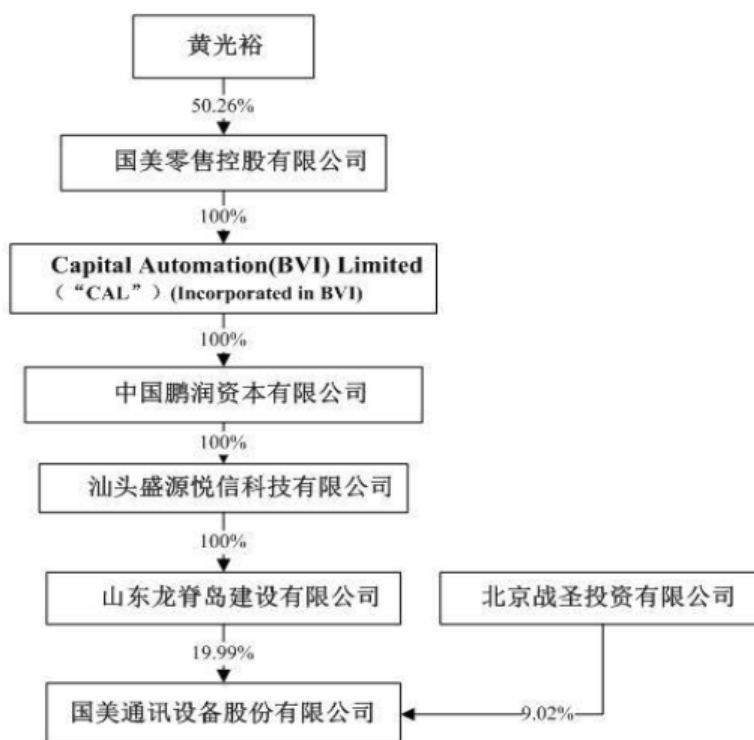 黄光裕
50.26%
国美零售控股有限公司
100%
Capital Automation(BVI) Limited
（“CAL”）(Incorporated in BVI)
100%
中国鹏润资本有限公司
100%
汕头盛源悦信科技有限公司
100%
山东龙脊岛建设有限公司
北京战圣投资有限公司
19.99%
国美通讯设备股份有限公司
9.02%